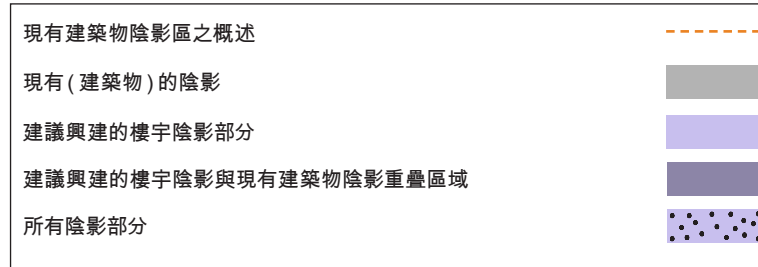 現有建築物陰影區之概述
現有(建築物)的陰影
建議興建的樓宇陰影部分
建議興建的樓宇陰影與現有建築物陰影重疊區域
所有陰影部分